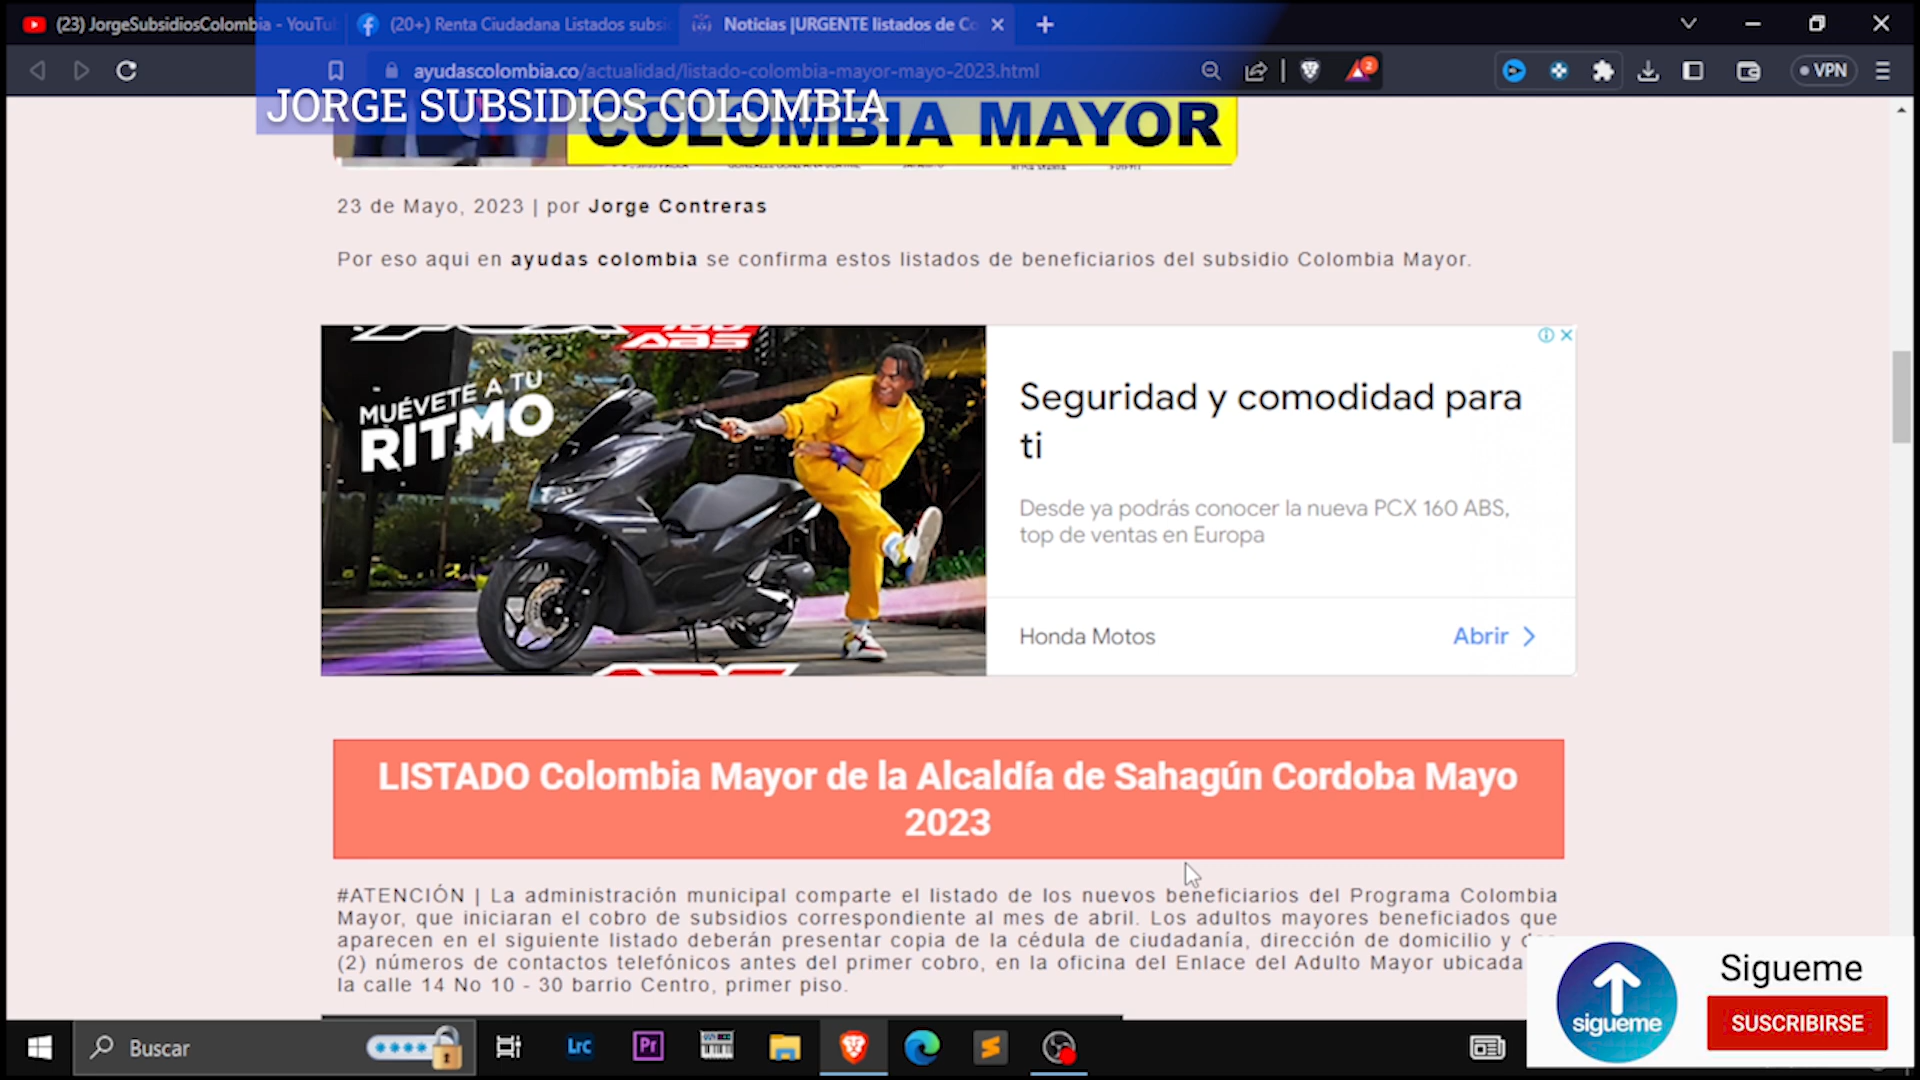 (23) JorgeSubsidiosColombia - YouTu
(20+) Renta Ciudadana Listados subsi
Noticias |URGENTE listados de Co
ayudascolombia.co/actualidad/listado-colombia-mayor-mayo-2023.html
2
VPN
JORGE SUBSIDIOS COLOMBIA
COLOMBIA MAYOR
23 de Mayo, 2023 | por Jorge Contreras
Por eso aqui en ayudas colombia se confirma estos listados de beneficiarios del subsidio Colombia Mayor.
ABS
MUÉVETE A TU
RITMO
Seguridad y comodidad para
ti
Desde ya podrás conocer la nueva PCX 160 ABS,
top de ventas en Europa
Honda Motos
Abrir
LISTADO Colombia Mayor de la Alcaldía de Sahagún Cordoba Mayo
2023
#ATENCIÓN | La administración municipal comparte el listado de los nuevos beneficiarios del Programa Colombia
Mayor, que iniciaran el cobro de subsidios correspondiente al mes de abril. Los adultos mayores beneficiados que
aparecen en el siguiente listado deberán presentar copia de la cédula de ciudadanía, dirección de domicilio y
(2) números de contactos telefónicos antes del primer cobro, en la oficina del Enlace del Adulto Mayor ubicada
la calle 14 No 10 - 30 barrio Centro, primer piso.
Sigueme
sigueme
SUSCRIBIRSE
Buscar
Lrc
Pr